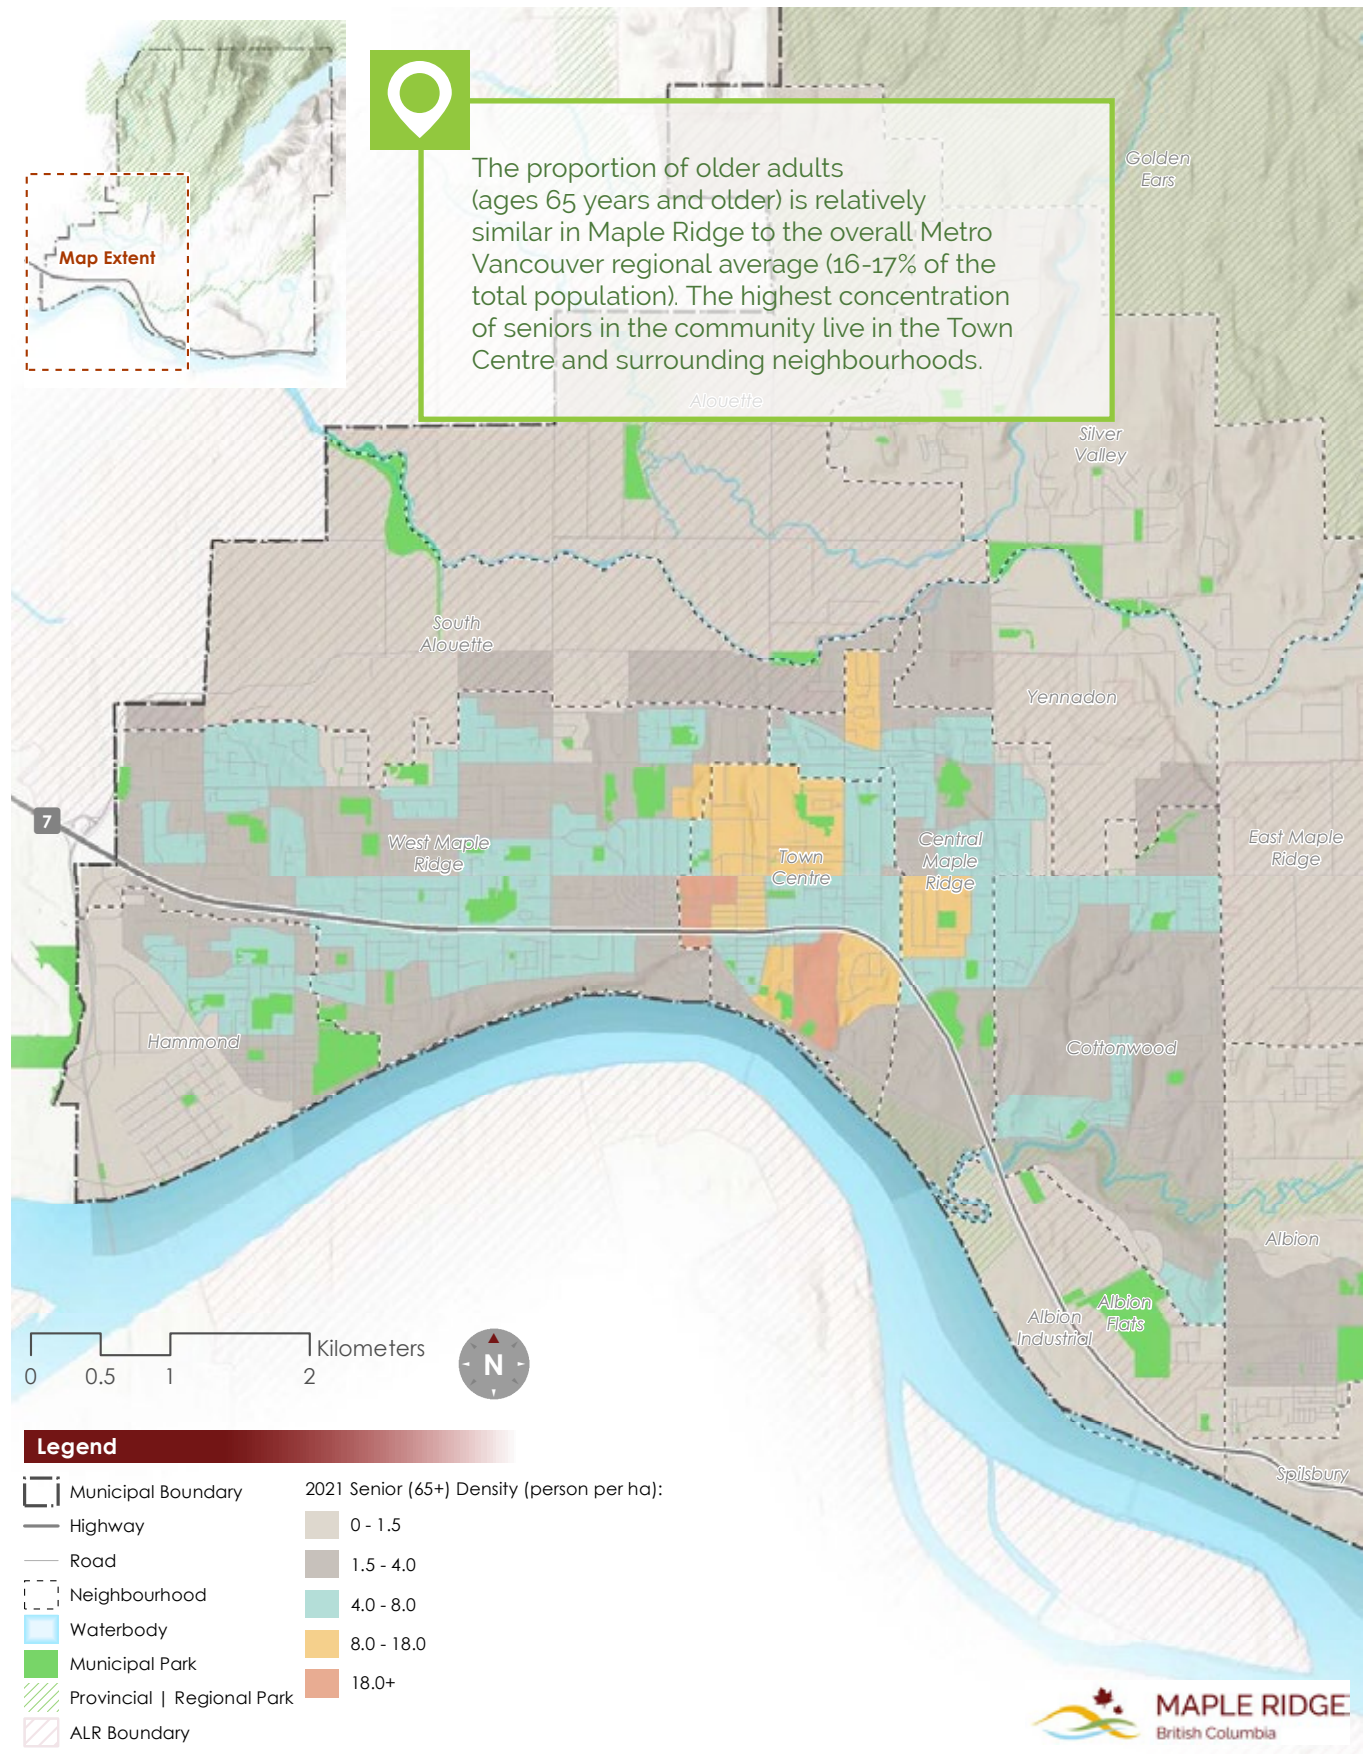 The proportion of older adults
(ages 65 years and older) is relatively
similar in Maple Ridge to the overall Metro
Vancouver regional average (16-17% of the
total population). The highest concentration
of seniors in the community live in the Town
Centre and surrounding neighbourhoods.
Map Extent
Golden
Ears
Alouette
Silver
Valley
South
Alouette
Yennadon
7
West Maple
Ridge
Town
Centre
Central
Maple
Ridge
East Maple
Ridge
Hammond
Cottonwood
Albion
Albion
Flats
Albion
Industrial
Spilsbury
Kilometers
0 0.5 1 2
N
Legend
Municipal Boundary
Highway
Road
Neighbourhood
Waterbody
Municipal Park
Provincial | Regional Park
ALR Boundary
2021 Senior (65+) Density (person per ha):
0 - 1.5
1.5 - 4.0
4.0 - 8.0
8.0 - 18.0
18.0+
MAPLE RIDGE
British Columbia